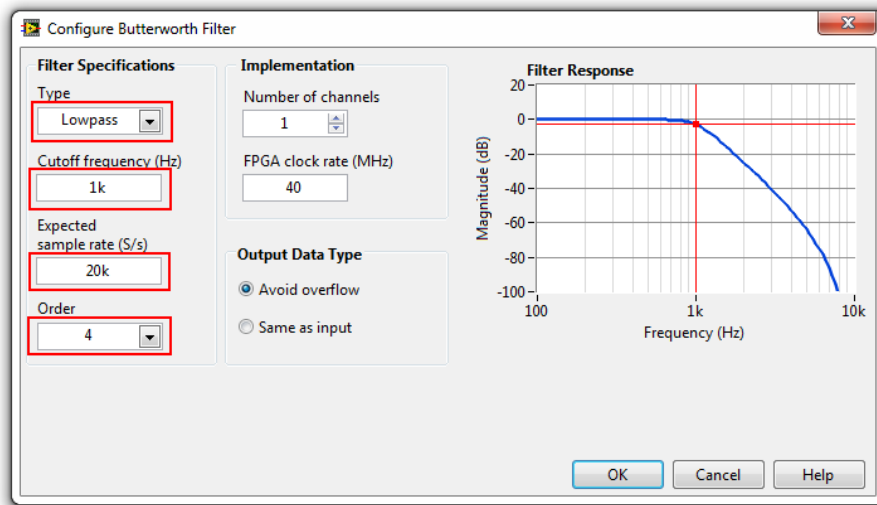 Configure Butterworth Filter
Filter Specifications
Type
Lowpass
Cutoff frequency (Hz)
1k
Expected
sample rate (S/s)
20k
Order
4
Implementation
Number of channels
1
FPGA clock rate (MHz)
40
Output Data Type
Avoid overflow
Same as input
Filter Response
Magnitude (dB)
20
0
-20
-40
-60
-80
-100
100
1k
10k
Frequency (Hz)
OK
Cancel
Help